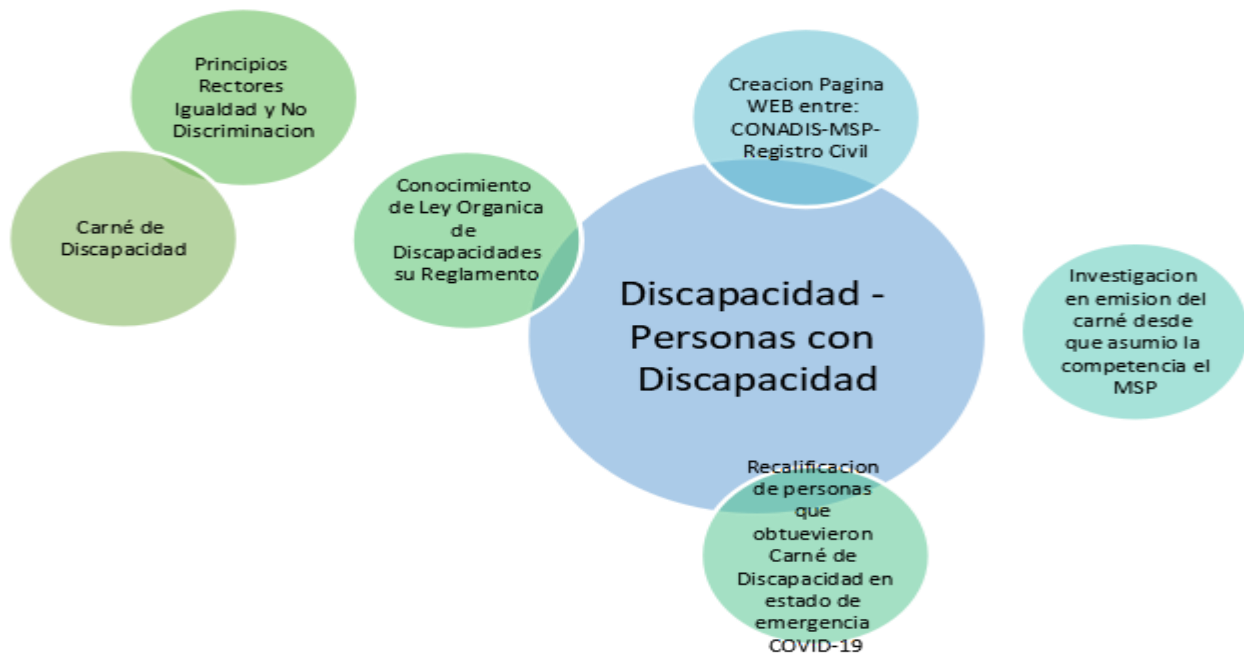 Principios
Rectores
Igualdad y No
Discriminacion
Carné de
Discapacidad
Conocimiento
de Ley Organica
de
Discapacidades
su Reglamento
Creacion Pagina
WEB entre:
CONADIS-MSP-
Registro Civil
Discapacidad -
Personas con
Discapacidad
Investigacion
en emision del
carné desde
que asumio la
competencia el
MSP
Recalificacion
de personas
que
obtuevieron
Carné de
Discapacidad en
estado de
emergencia
COVID-19